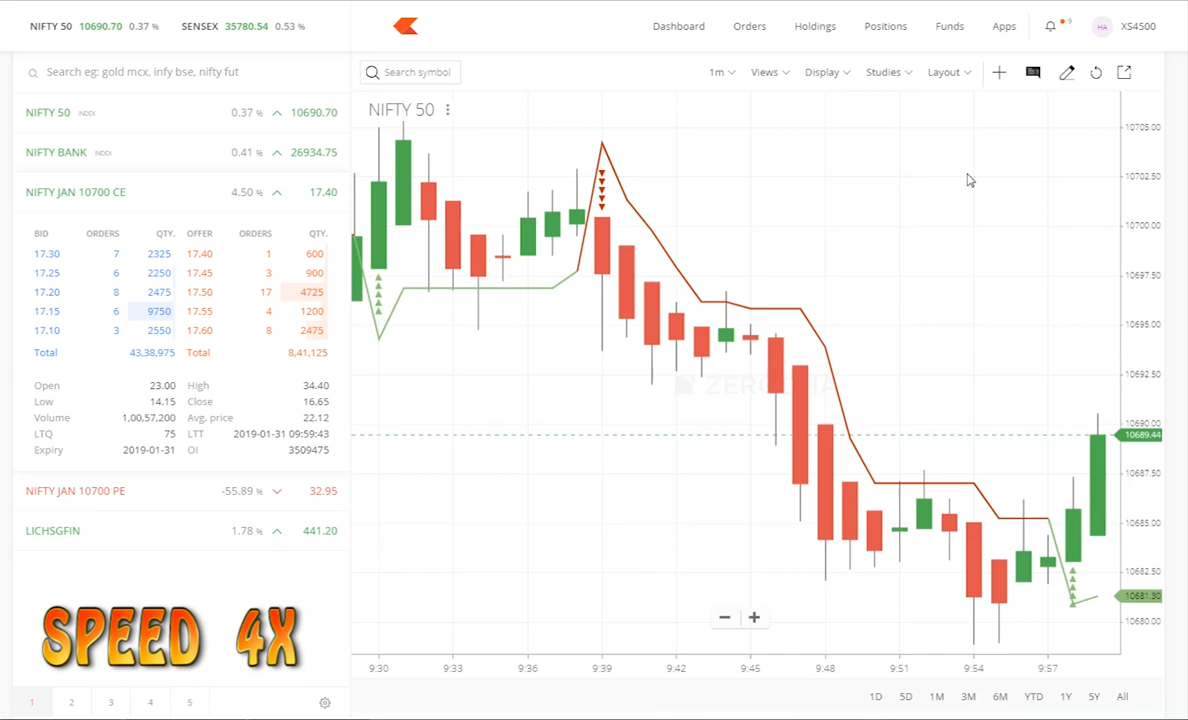 NIFTY 50 10690.70 0.37 % SENSEX 35780.54 0.53 %
Dashboard Orders Holdings Positions Funds Apps 9 HA XS4500
Search eg: gold mcx, infy bse, nifty fut
Search symbol 1m Views Display Studies Layout
NIFTY 50 INDEX 0.37 % 10690.70
NIFTY BANK INDEX 0.41 % 26934.75
NIFTY JAN 10700 CE 4.50 % 17.40
BID ORDERS QTY. OFFER ORDERS QTY.
17.30 7 2325 17.40 1 600
17.25 6 2250 17.45 3 900
17.20 8 2475 17.50 17 4725
17.15 6 9750 17.55 4 1200
17.10 3 2550 17.60 8 2475
Total 43,38,975 Total 8,41,125
Open 23.00 High 34.40
Low 14.15 Close 16.65
Volume 1,00,57,200 Avg. price 22.12
LTQ 75 LTT 2019-01-31 09:59:43
Expiry 2019-01-31 OI 3509475
NIFTY JAN 10700 PE -55.89 % 32.95
LICHSGFIN 1.78 % 441.20
SPEED 4X
1 2 3 4 5
NIFTY 50
10705.00
10702.50
10700.00
10697.50
10695.00
10692.50
ZERODHA
10690.00
10689.44
10687.50
10685.00
10682.50
10681.30
10680.00
9:30 9:33 9:36 9:39 9:42 9:45 9:48 9:51 9:54 9:57
1D 5D 1M 3M 6M YTD 1Y 5Y All